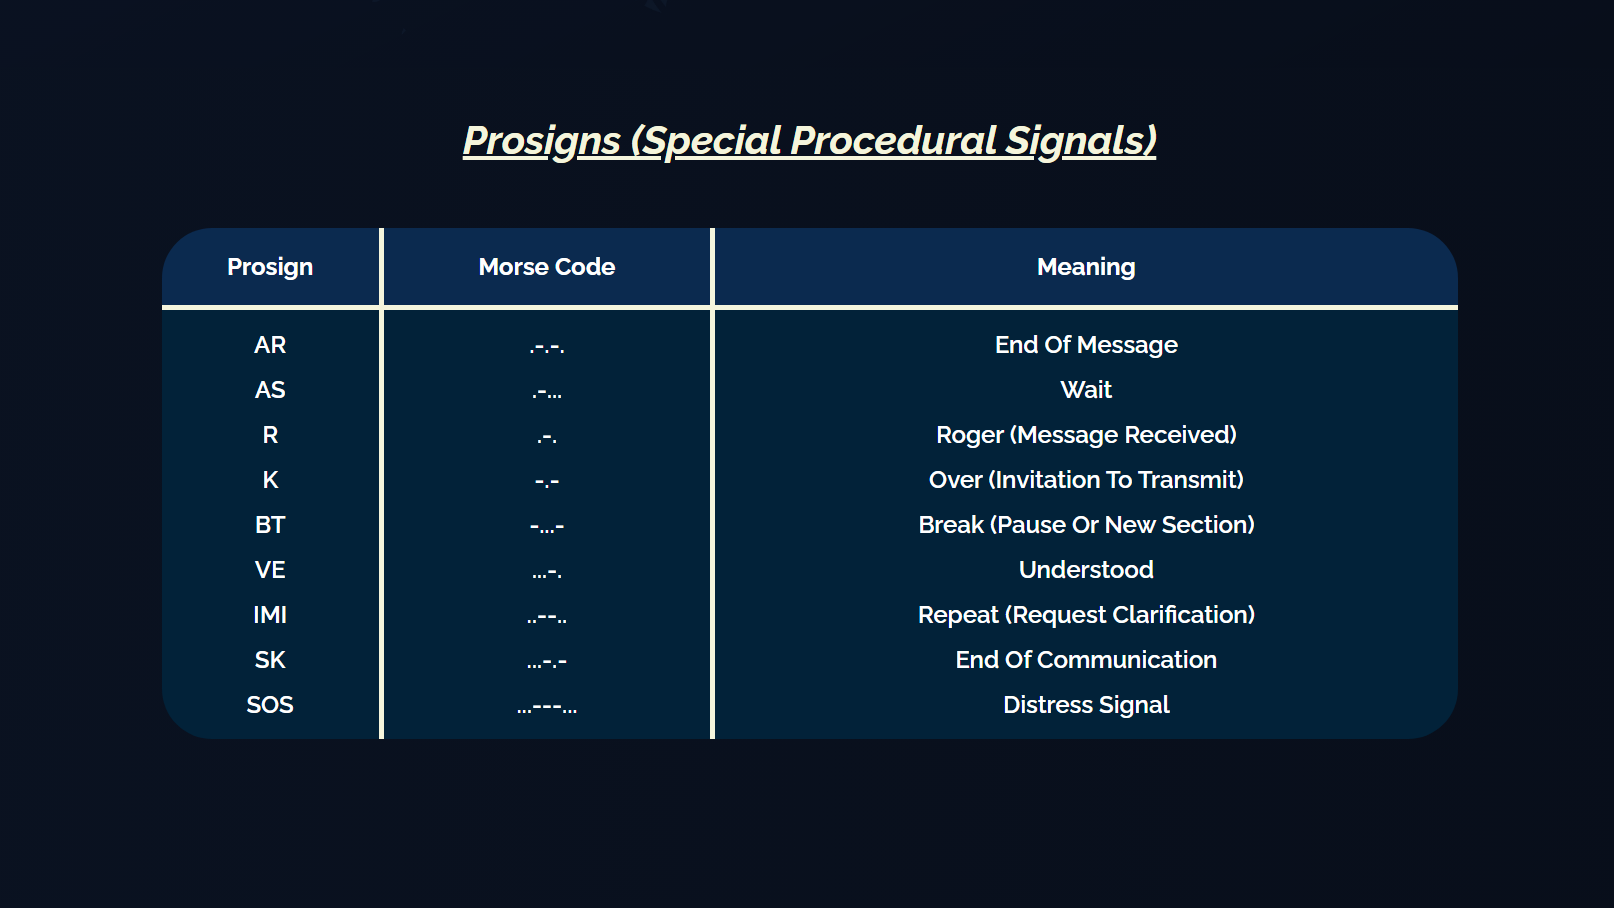 Prosigns (Special Procedural Signals)
Prosign Morse Code Meaning
AR .-.-. End Of Message
AS .-... Wait
R .-. Roger (Message Received)
K -.- Over (Invitation To Transmit)
BT -...- Break (Pause Or New Section)
VE ...-. Understood
IMI ..--.. Repeat (Request Clarification)
SK ...-.- End Of Communication
SOS ...---... Distress Signal